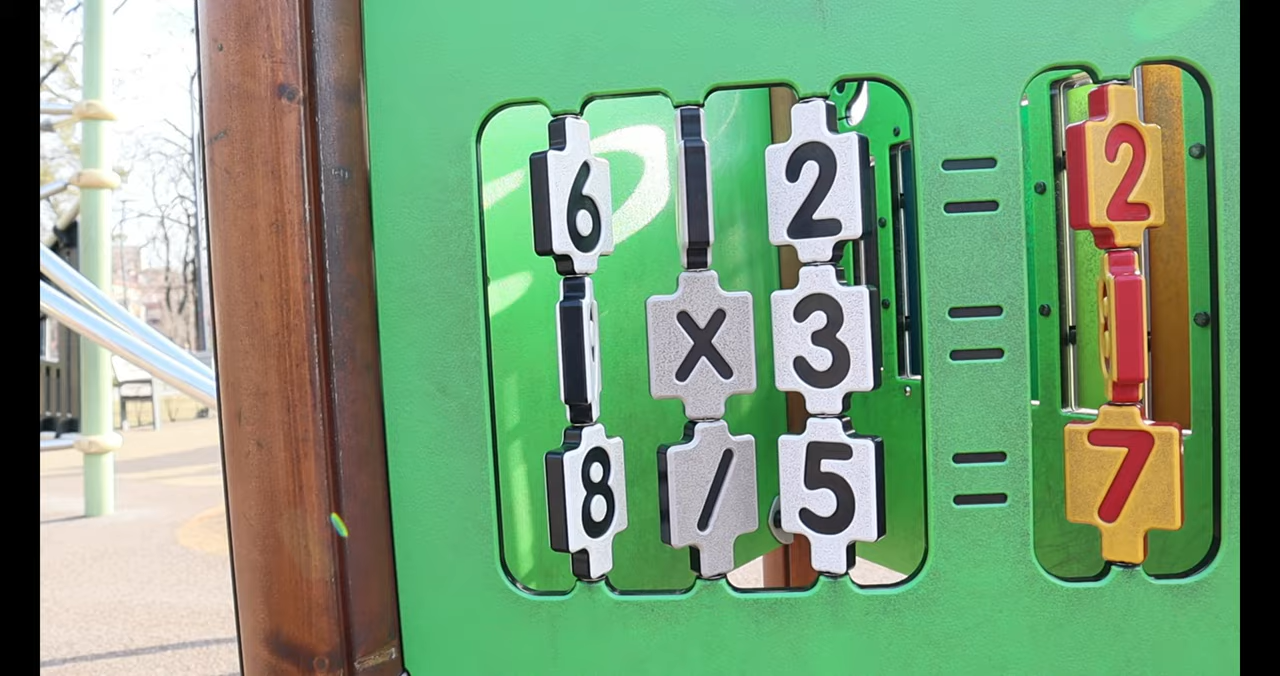 6 2 = 2
x 3 =
8 / 5 = 7